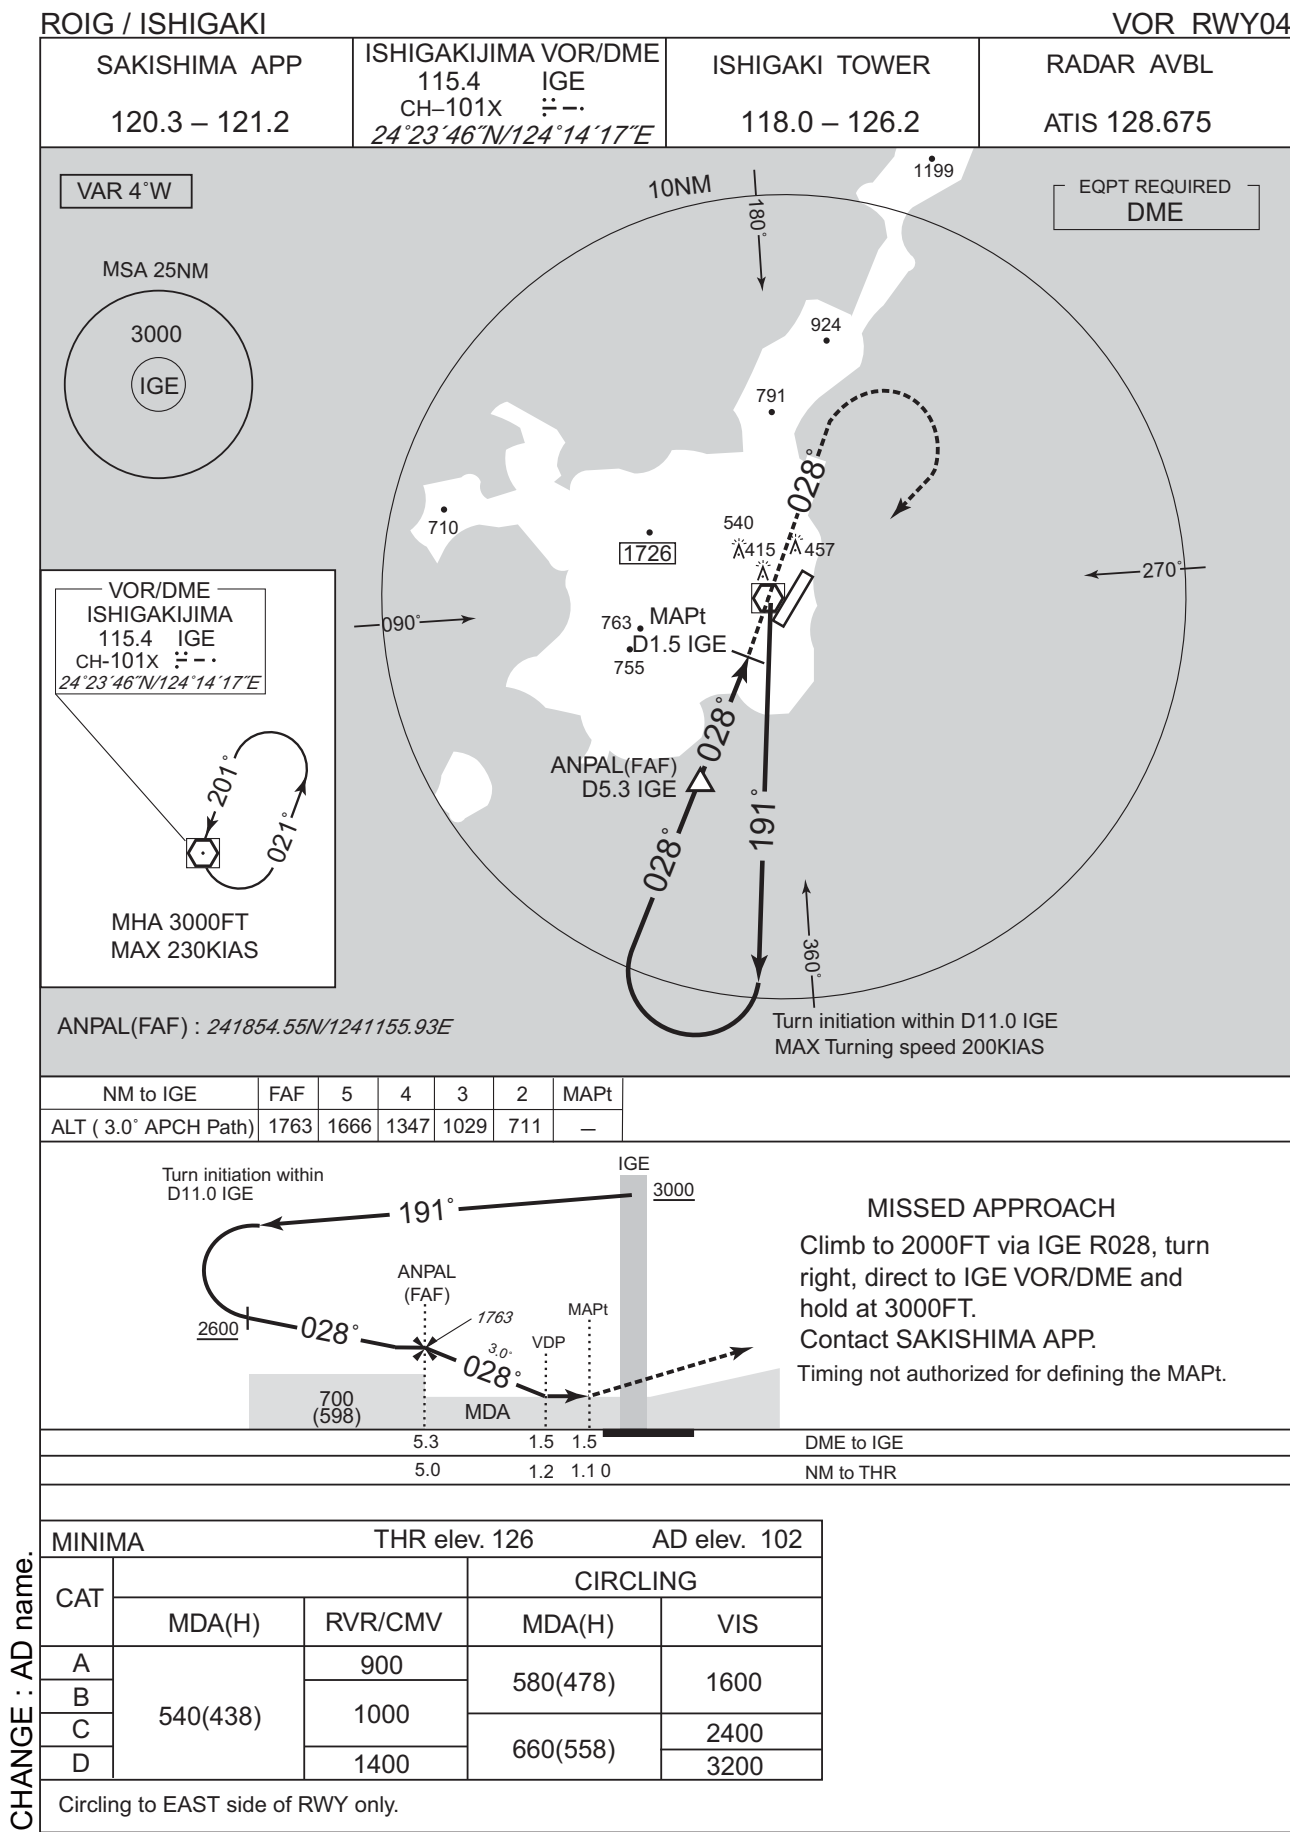 ROIG / ISHIGAKI
VOR RWY04
SAKISHIMA APP
120.3 – 121.2
ISHIGAKIJIMA VOR/DME
115.4 IGE
CH–101X
24°23´46˝N/124°14´17˝E
ISHIGAKI TOWER
118.0 – 126.2
RADAR AVBL
ATIS 128.675
VAR 4°W
10NM
180°
1199
EQPT REQUIRED
DME
MSA 25NM
3000
IGE
924
791
028°
710
540
1726
415
457
270°
090°
763
MAPt
D1.5 IGE
755
VOR/DME
ISHIGAKIJIMA
115.4 IGE
CH-101X
24°23´46˝N/124°14´17˝E
201°
021°
MHA 3000FT
MAX 230KIAS
028°
ANPAL(FAF)
D5.3 IGE
191°
028°
360°
ANPAL(FAF) : 241854.55N/1241155.93E
Turn initiation within D11.0 IGE
MAX Turning speed 200KIAS
NM to IGE FAF 5 4 3 2 MAPt
ALT ( 3.0° APCH Path) 1763 1666 1347 1029 711 —
Turn initiation within
D11.0 IGE
IGE
3000
191°
ANPAL
(FAF)
1763
MAPt
VDP
2600
028°
3.0°
028°
700
(598)
MDA
5.3 1.5 1.5 DME to IGE
5.0 1.2 1.1 0 NM to THR
MISSED APPROACH
Climb to 2000FT via IGE R028, turn
right, direct to IGE VOR/DME and
hold at 3000FT.
Contact SAKISHIMA APP.
Timing not authorized for defining the MAPt.
MINIMA THR elev. 126 AD elev. 102
CAT CIRCLING
MDA(H) RVR/CMV MDA(H) VIS
A 900
B 540(438) 1000 580(478) 1600
C 2400
D 1400 660(558) 3200
Circling to EAST side of RWY only.
CHANGE : AD name.